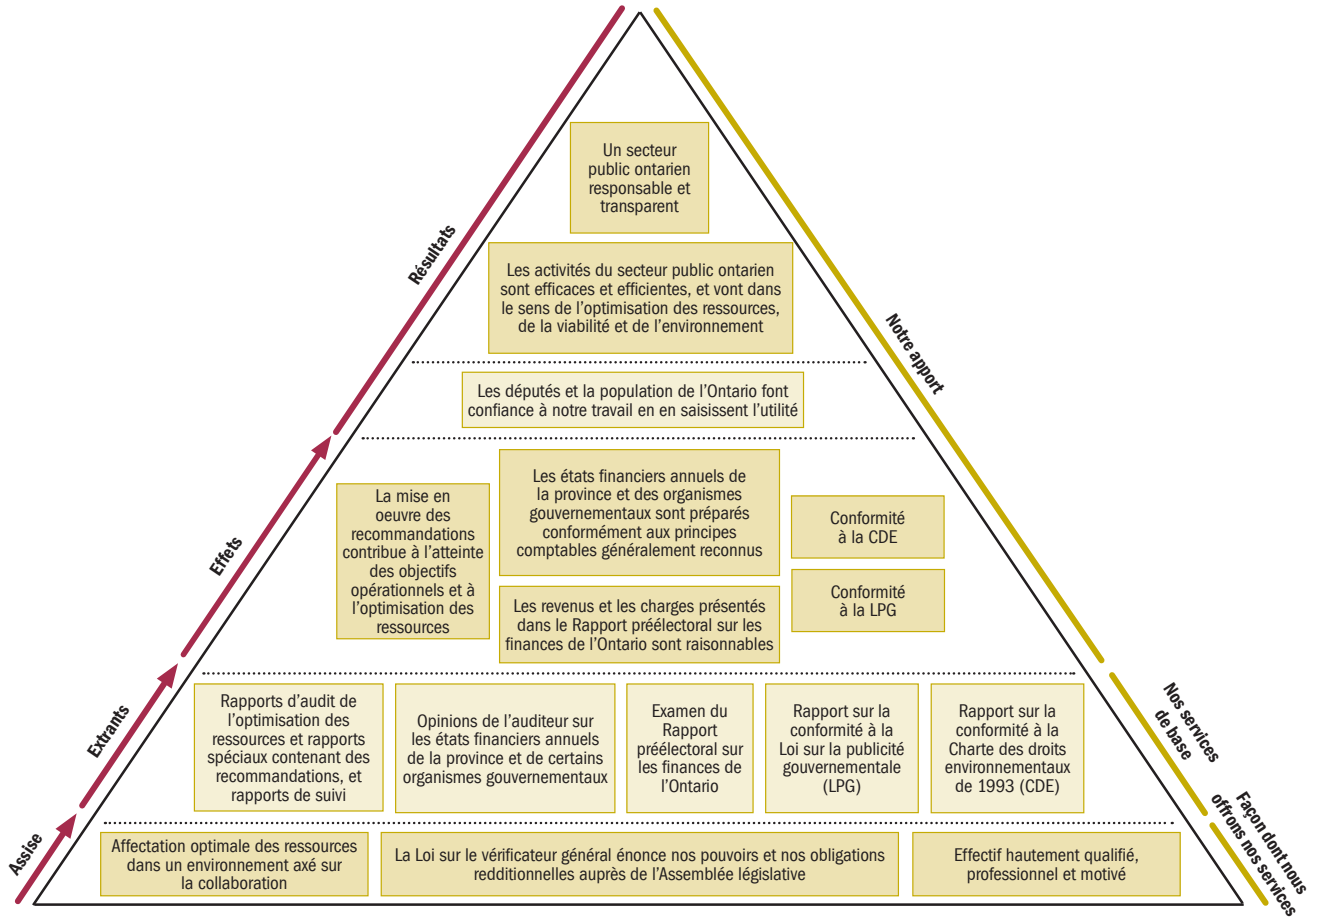 Un secteur
public ontarien
responsable et
transparent
Résultats
Les activités du secteur public ontarien
sont efficaces et efficientes, et vont dans
le sens de l'optimisation des ressources,
de la viabilité et de l'environnement
Notre apport
Les députés et la population de l'Ontario font
confiance à notre travail en en saisissent l'utilité
Effets
La mise en
oeuvre des
recommandations
contribue à l'atteinte
des objectifs
opérationnels et à
l'optimisation des
ressources
Les états financiers annuels de
la province et des organismes
gouvernementaux sont préparés
conformément aux principes
comptables généralement reconnus
Les revenus et les charges présentés
dans le Rapport préélectoral sur les
finances de l'Ontario sont raisonnables
Conformité
à la CDE
Conformité
à la LPG
Extrants
Rapports d'audit de
l'optimisation des
ressources et rapports
spéciaux contenant des
recommandations, et
rapports de suivi
Opinions de l'auditeur sur
les états financiers annuels
de la province et de certains
organismes gouvernementaux
Examen du
Rapport
préélectoral sur
les finances de
l'Ontario
Rapport sur la
conformité à la
Loi sur la publicité
gouvernementale
(LPG)
Rapport sur la
conformité à la
Charte des droits
environnementaux
de 1993 (CDE)
Nos services
de base
Assise
Affectation optimale des ressources
dans un environnement axé sur
la collaboration
La Loi sur le vérificateur général énonce nos pouvoirs et nos obligations
redditionnelles auprès de l'Assemblée législative
Effectif hautement qualifié,
professionnel et motivé
Façon dont nous
offrons nos services